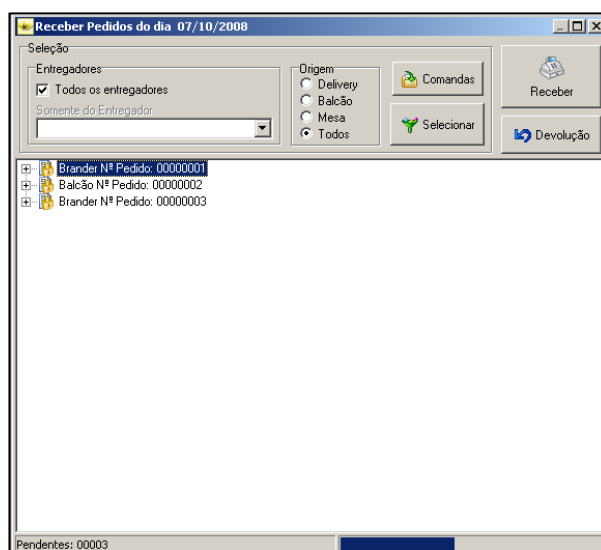 Receber Pedidos do dia 07/10/2008
Seleção
Entregadores
Todos os entregadores
Somente do Entregador
Origem
Delivery
Balcão
Mesa
Todos
Comandas
Selecionar
Receber
Devolução
Brander Nº Pedido: 00000001
Balcão Nº Pedido: 00000002
Brander Nº Pedido: 00000003
Pendentes: 00003